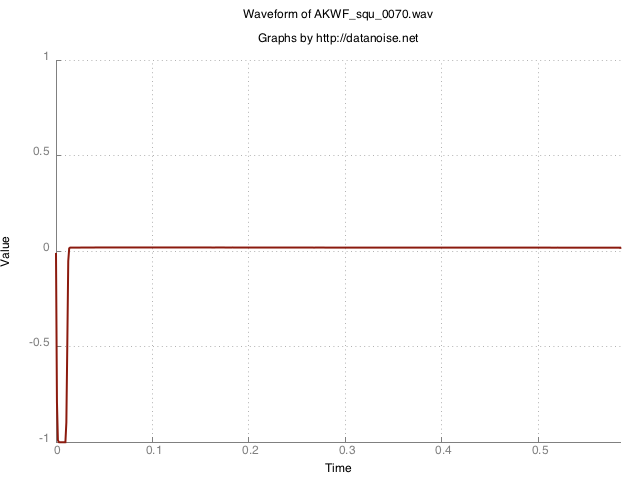 Waveform of AKWF_squ_0070.wav
Graphs by http://datanoise.net
1
0.5
0
-0.5
-1
Value
0 0.1 0.2 0.3 0.4 0.5
Time